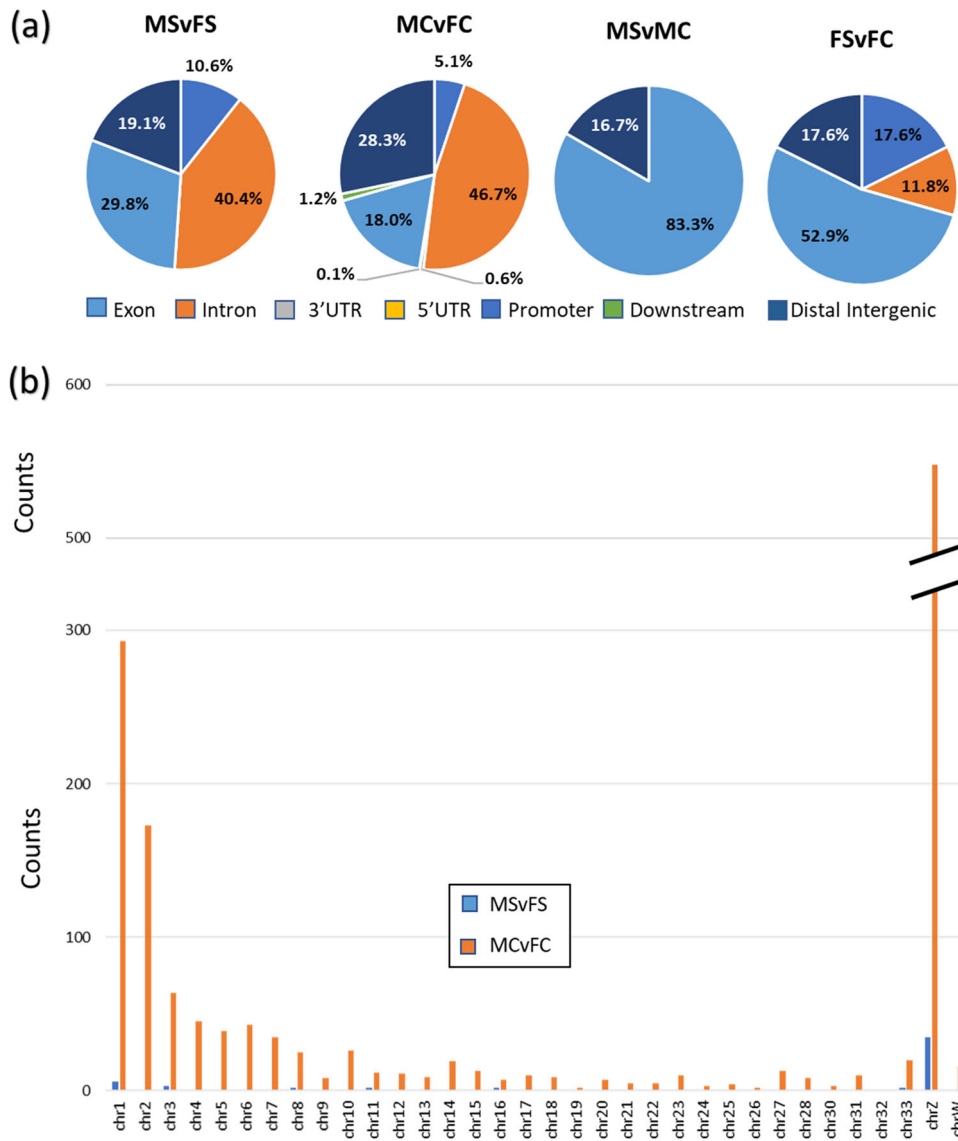 (a)
MSvFS
MCvFC
MSvMC
FSvFC
10.6%
40.4%
29.8%
19.1%
5.1%
46.7%
0.6%
0.1%
18.0%
1.2%
28.3%
16.7%
83.3%
17.6%
17.6%
11.8%
52.9%
Exon Intron 3'UTR 5'UTR Promoter Downstream Distal Intergenic
(b)
600
500
300
200
100
0
Counts
Counts
MSvFS
MCvFC
chr1
chr2
chr3
chr4
chr5
chr6
chr7
chr8
chr9
chr10
chr11
chr12
chr13
chr14
chr15
chr16
chr17
chr18
chr19
chr20
chr21
chr22
chr23
chr24
chr25
chr26
chr27
chr28
chr30
chr31
chr32
chr33
chrZ
chrW